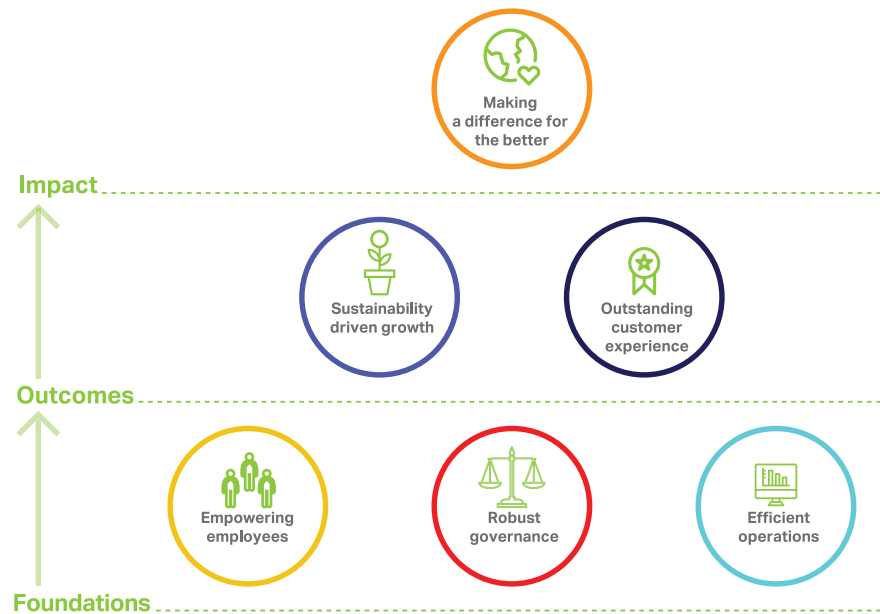 Making
a difference for
the better
Impact
Sustainability
driven growth
Outstanding
customer
experience
Outcomes
Empowering
employees
Robust
governance
Efficient
operations
Foundations